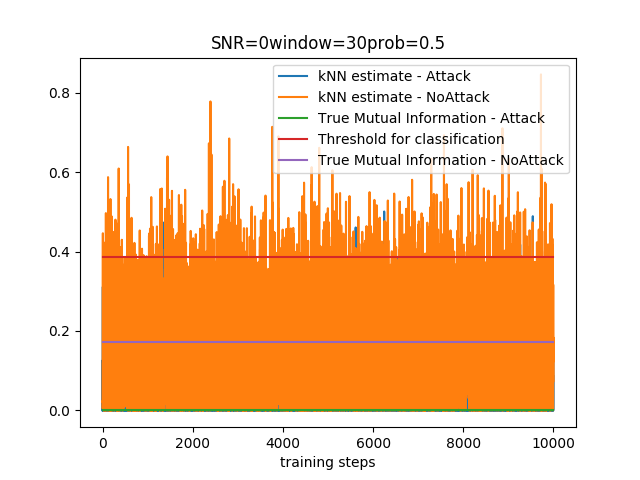 SNR=0window=30prob=0.5
kNN estimate - Attack
kNN estimate - NoAttack
True Mutual Information - Attack
Threshold for classification
True Mutual Information - NoAttack
0.8
0.6
0.4
0.2
0.0
0 2000 4000 6000 8000 10000
training steps